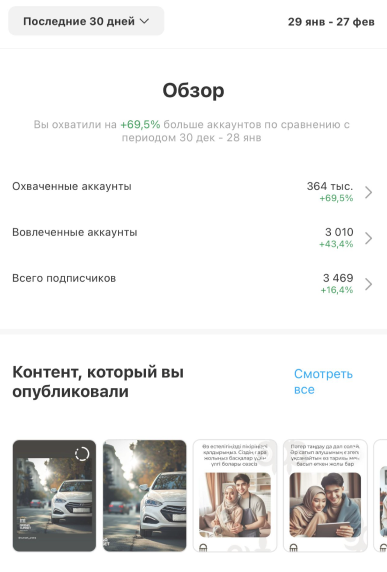 Последние 30 дней
29 янв - 27 фев
Обзор
Вы охватили на +69,5% больше аккаунтов по сравнению с
периодом 30 дек - 28 янв
Охваченные аккаунты
364 тыс.
+69,5%
Вовлеченные аккаунты
3 010
+43,4%
Всего подписчиков
3 469
+16,4%
Контент, который вы
опубликовали
Смотреть
все